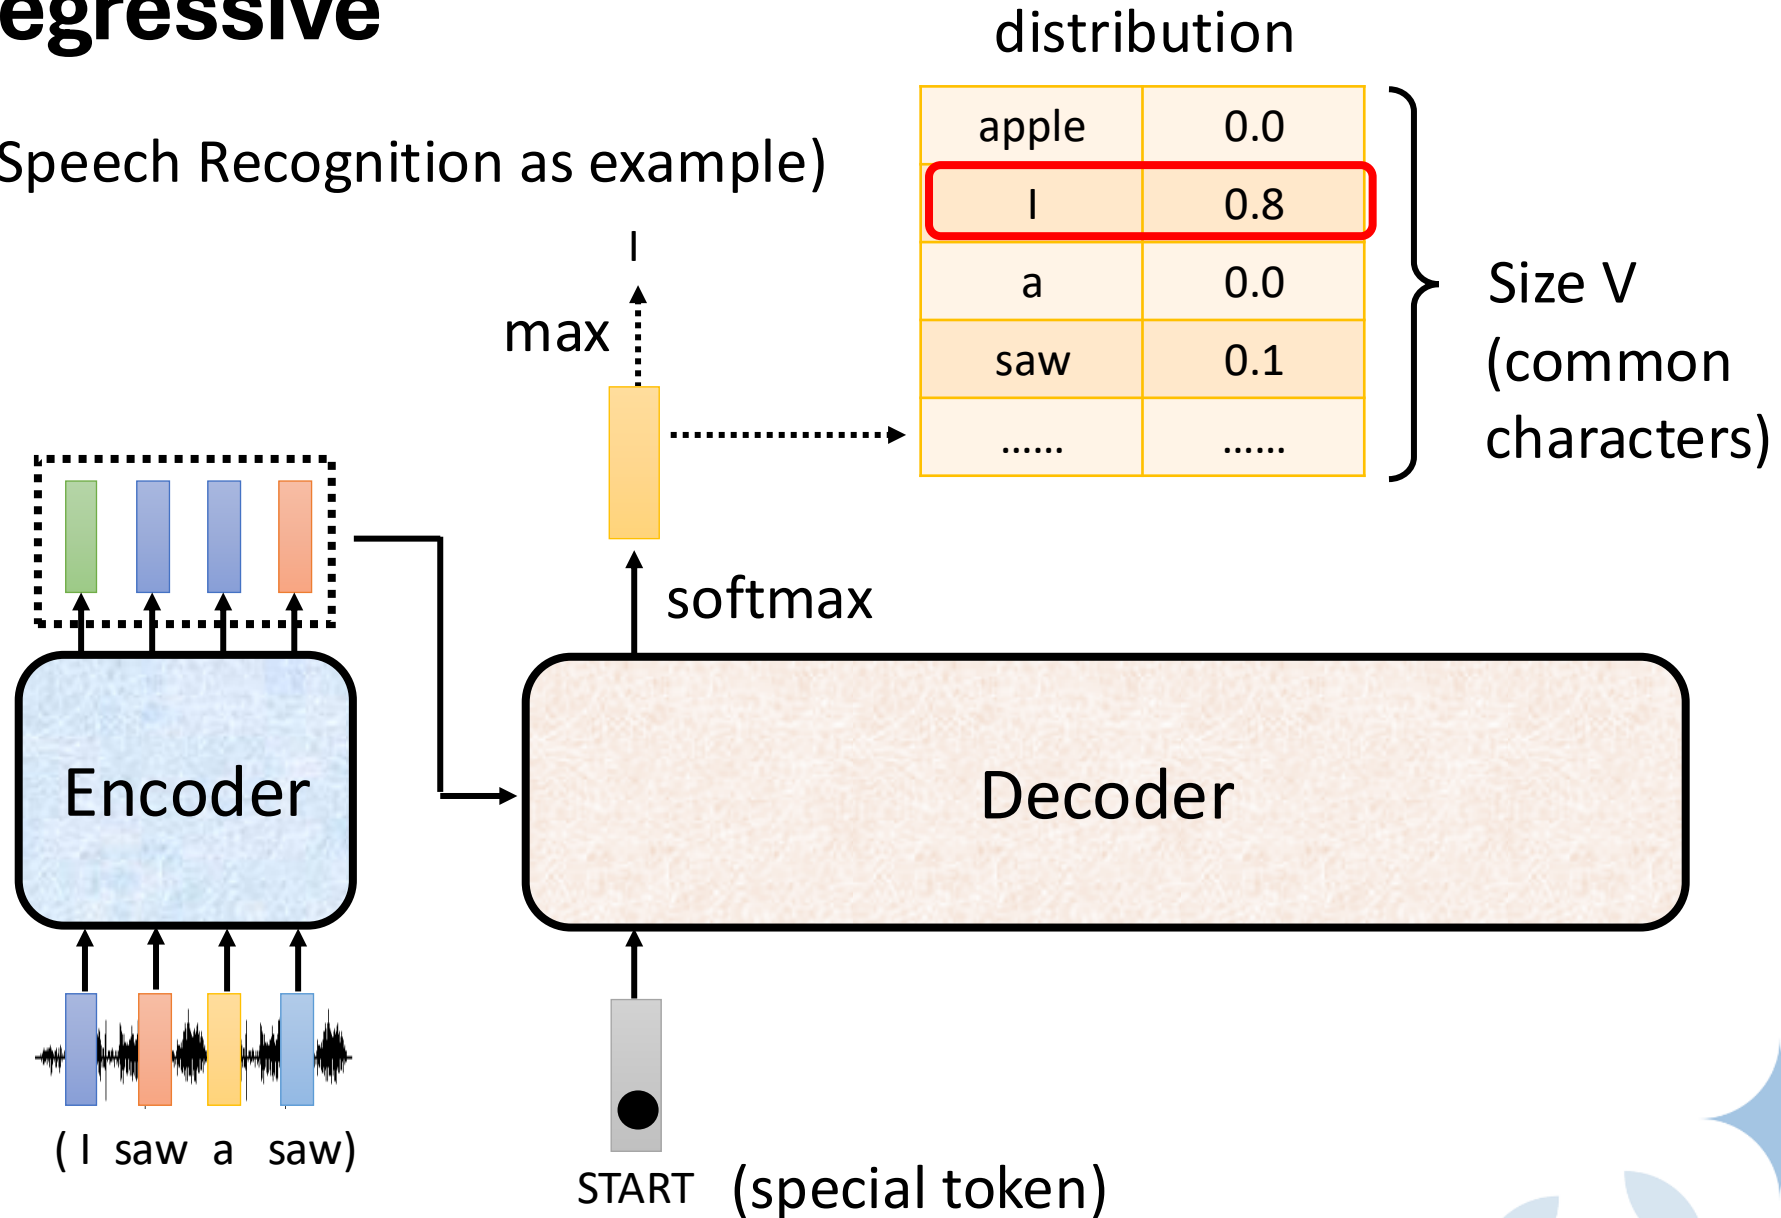 egressive
Speech Recognition as example)
distribution
apple 0.0
I 0.8
a 0.0
saw 0.1
...... ......
Size V
(common
characters)
I
max
softmax
Encoder
Decoder
( I saw a saw)
START (special token)